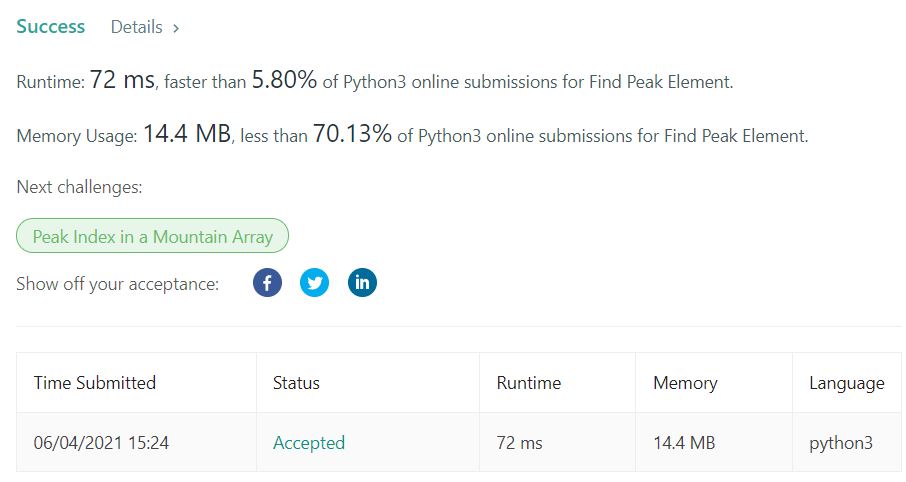 Success Details >
Runtime: 72 ms, faster than 5.80% of Python3 online submissions for Find Peak Element.
Memory Usage: 14.4 MB, less than 70.13% of Python3 online submissions for Find Peak Element.
Next challenges:
Peak Index in a Mountain Array
Show off your acceptance: f in
Time Submitted Status Runtime Memory Language
06/04/2021 15:24 Accepted 72 ms 14.4 MB python3